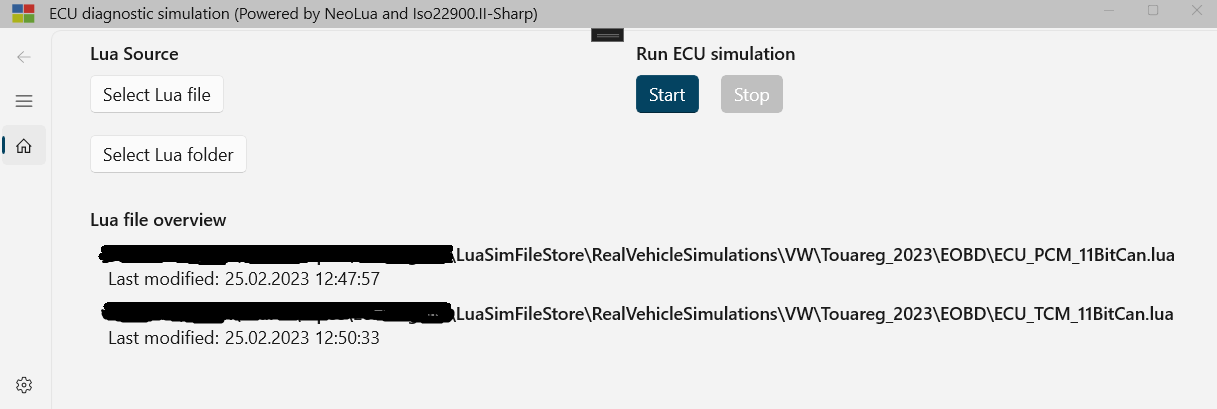 ECU diagnostic simulation (Powered by NeoLua and Iso22900.II-Sharp)
Lua Source
Run ECU simulation
Select Lua file
Start
Stop
Select Lua folder
Lua file overview
\LuaSimFileStore\RealVehicleSimulations\VW\Touareg_2023\EOBD\ECU_PCM_11BitCan.lua
Last modified: 25.02.2023 12:47:57
\LuaSimFileStore\RealVehicleSimulations\VW\Touareg_2023\EOBD\ECU_TCM_11BitCan.lua
Last modified: 25.02.2023 12:50:33